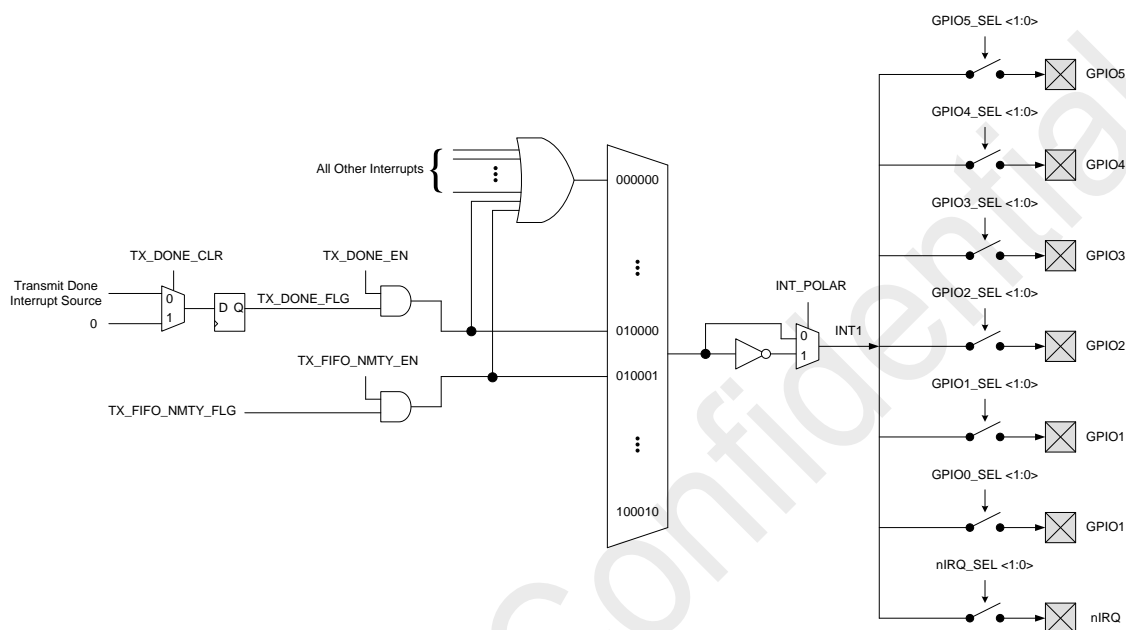 GPIO5_SEL <1:0>
GPIO5
GPIO4_SEL <1:0>
GPIO4
All Other Interrupts
000000
GPIO3_SEL <1:0>
GPIO3
TX_DONE_CLR
TX_DONE_EN
Transmit Done
Interrupt Source
0
0
1
D Q
TX_DONE_FLG
010000
INT_POLAR
0
1
INT1
GPIO2_SEL <1:0>
GPIO2
TX_FIFO_NMTY_EN
010001
TX_FIFO_NMTY_FLG
GPIO1_SEL <1:0>
GPIO1
100010
GPIO0_SEL <1:0>
GPIO1
nIRQ_SEL <1:0>
nIRQ
Confidential